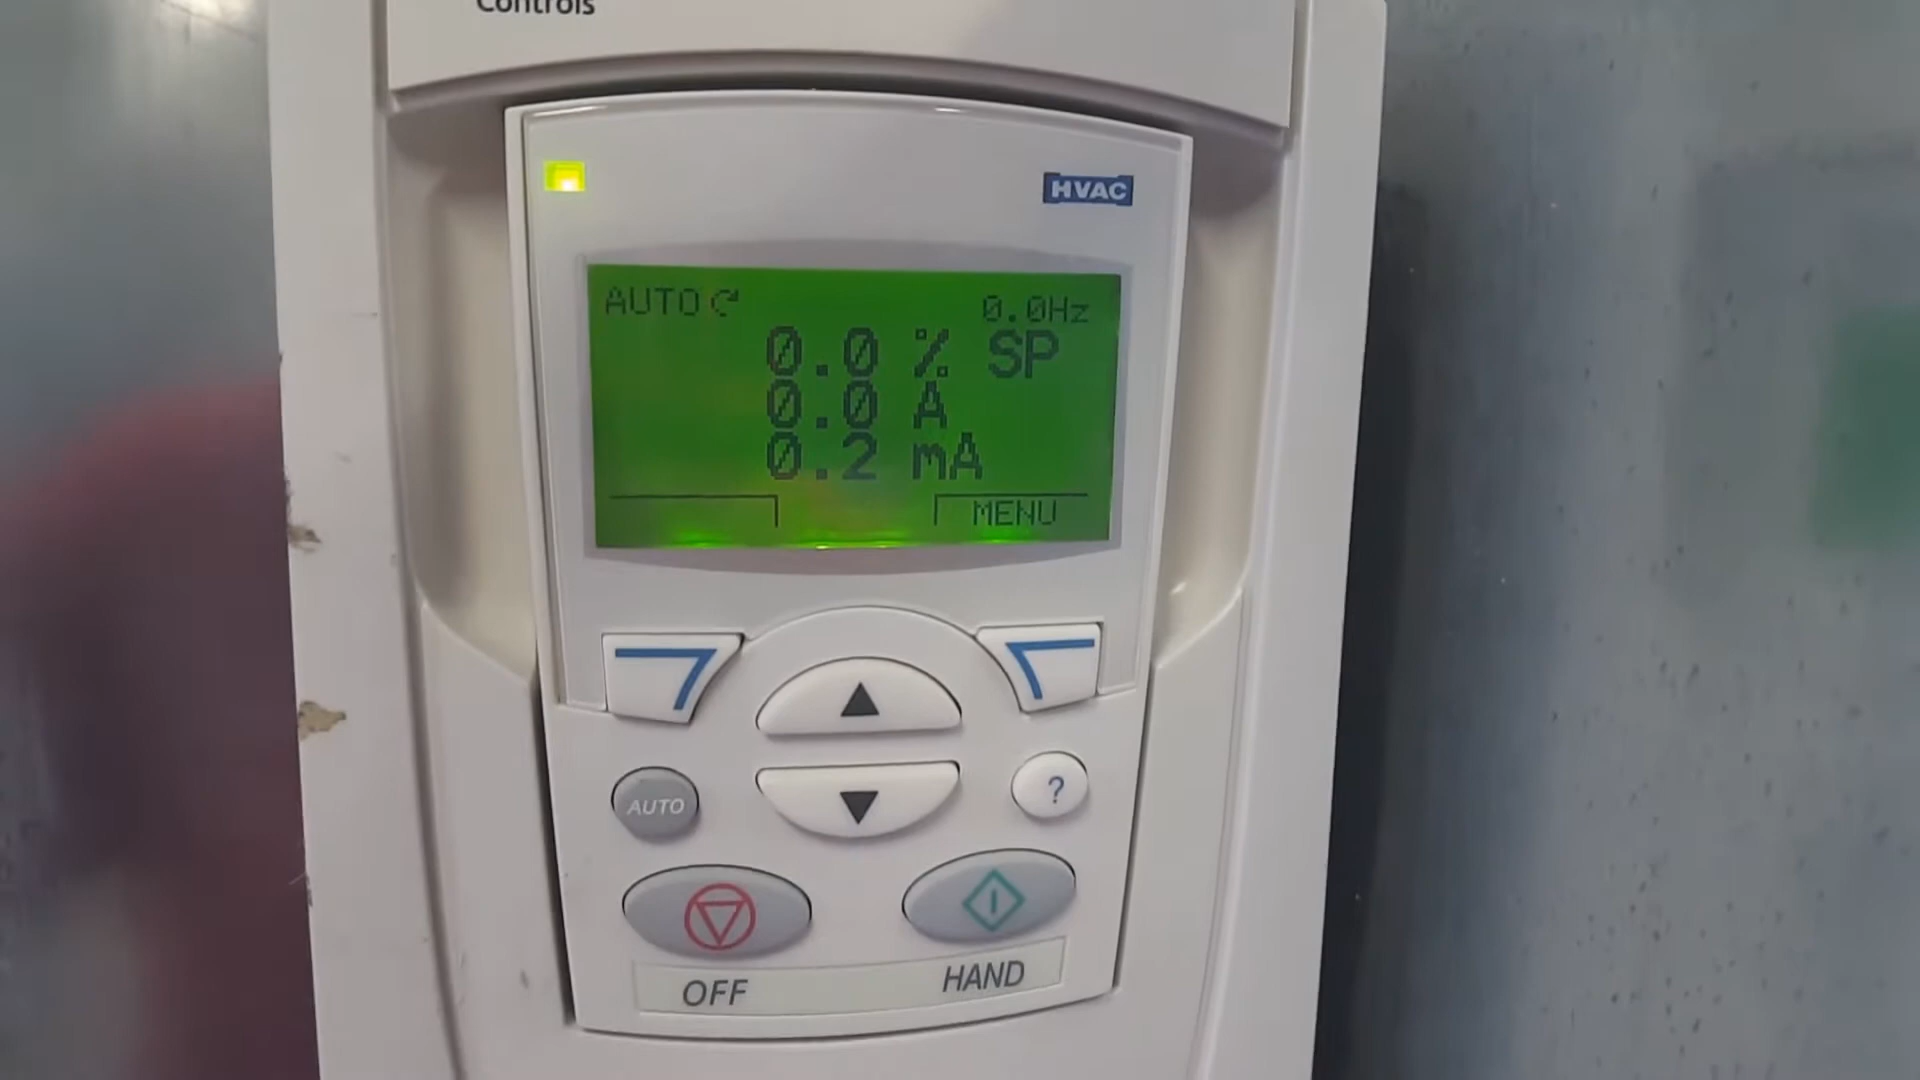 Controls
HVAC
AUTO 0.0Hz
0.0 % SP
0.0 A
0.2 mA
MENU
AUTO
?
OFF
HAND